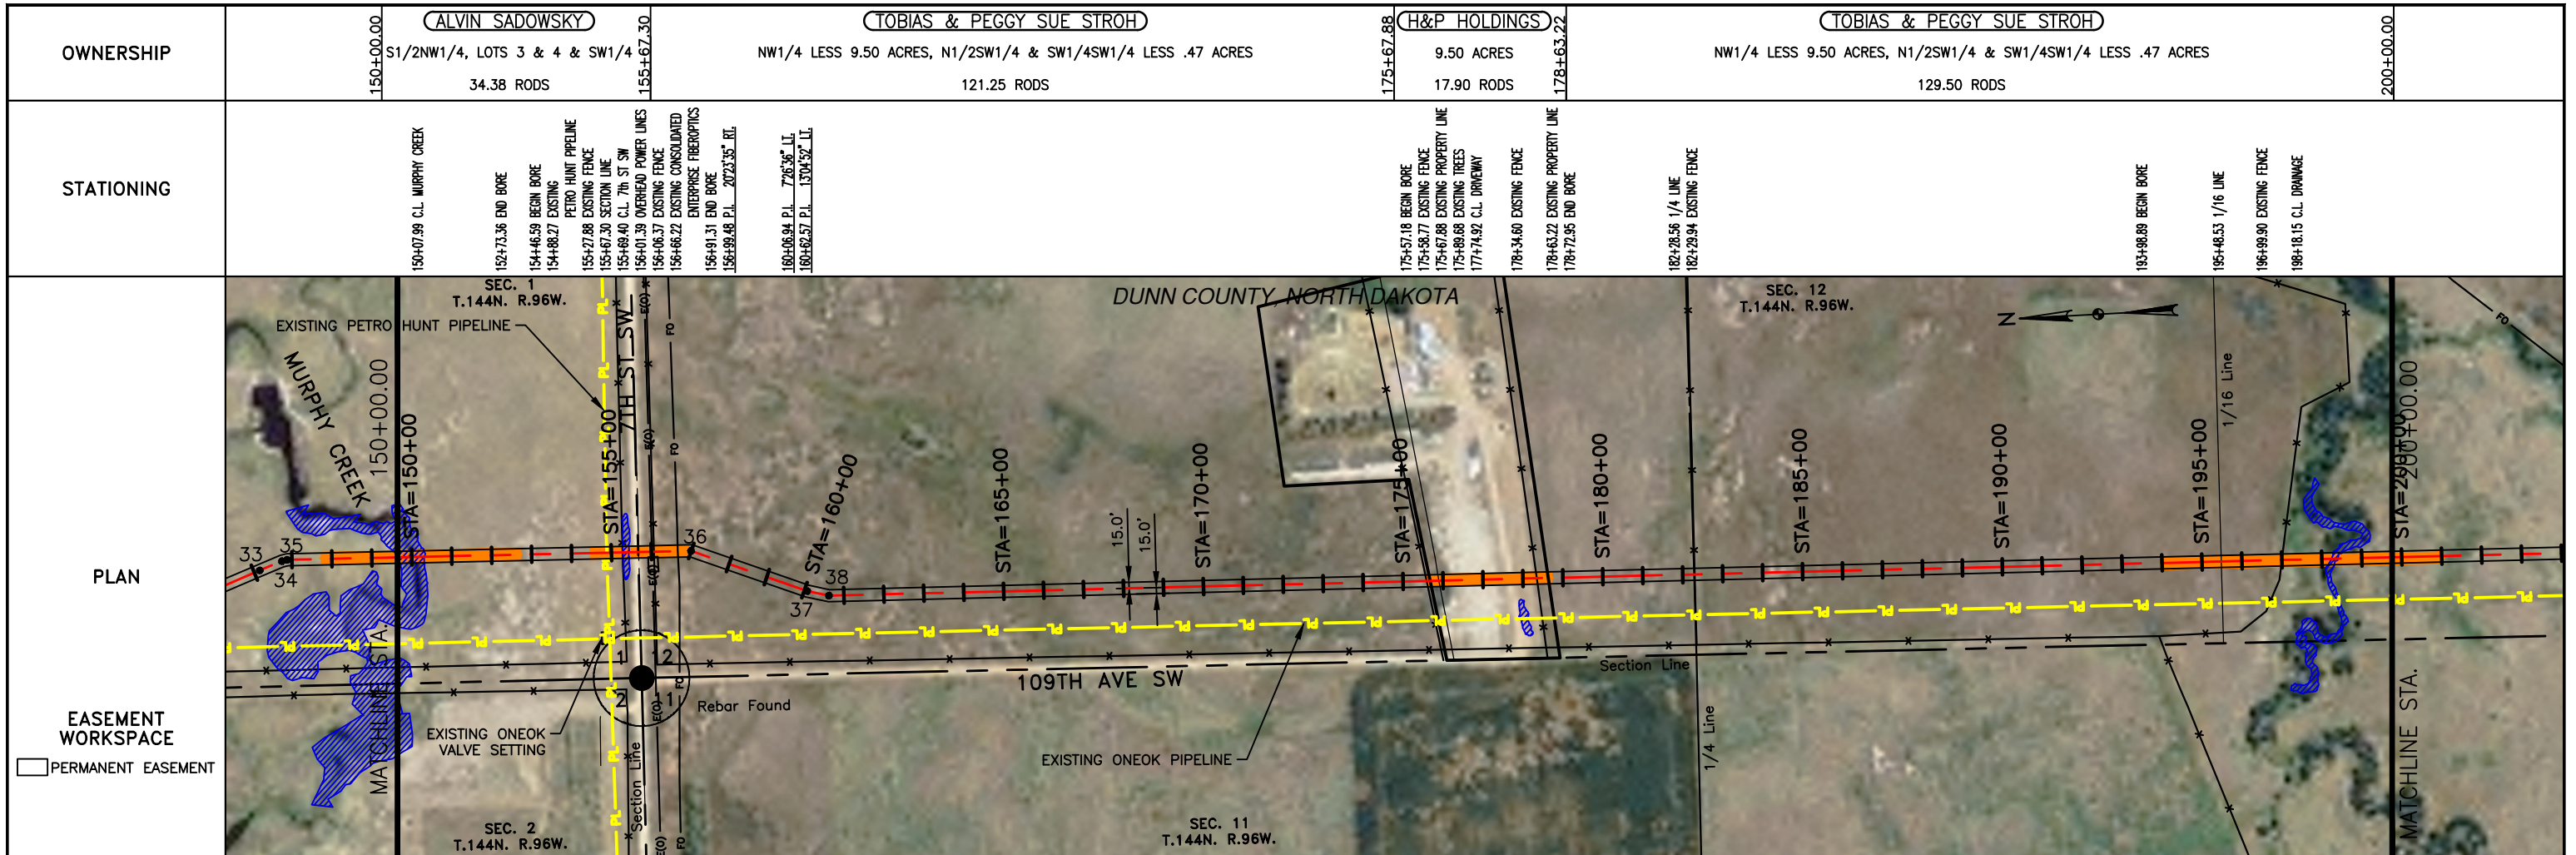 OWNERSHIP
150+00.00
ALVIN SADOWSKY
S1/2NW1/4, LOTS 3 & 4 & SW1/4
34.38 RODS
155+67.30
TOBIAS & PEGGY SUE STROH
NW1/4 LESS 9.50 ACRES, N1/2SW1/4 & SW1/4SW1/4 LESS .47 ACRES
121.25 RODS
175+67.88
H&P HOLDINGS
9.50 ACRES
17.90 RODS
178+63.22
TOBIAS & PEGGY SUE STROH
NW1/4 LESS 9.50 ACRES, N1/2SW1/4 & SW1/4SW1/4 LESS .47 ACRES
129.50 RODS
200+00.00
STATIONING
150+07.99 C.L. MURPHY CREEK
152+73.36 END BORE
154+46.59 BEGIN BORE
154+88.27 EXISTING
PETRO HUNT PIPELINE
155+27.88 EXISTING FENCE
155+67.30 SECTION LINE
155+69.40 C.L. 7th ST SW
156+01.39 OVERHEAD POWER LINES
156+06.37 EXISTING FENCE
156+66.22 EXISTING CONSOLIDATED
ENTERPRISE FIBEROPTICS
156+91.31 END BORE
156+99.48 P.I. 20°23'35" RT.
160+06.94 P.I. 7°26'36" LT.
160+62.57 P.I. 13°04'52" LT.
175+57.18 BEGIN BORE
175+58.77 EXISTING FENCE
175+67.88 EXISTING PROPERTY LINE
175+89.68 EXISTING TREES
177+74.92 C.L. DRIVEWAY
178+34.60 EXISTING FENCE
178+63.22 EXISTING PROPERTY LINE
178+72.95 END BORE
182+28.56 1/4 LINE
182+29.94 EXISTING FENCE
193+98.89 BEGIN BORE
195+48.53 1/16 LINE
196+99.90 EXISTING FENCE
198+18.15 C.L. DRAINAGE
PLAN
SEC. 1
T.144N. R.96W.
DUNN COUNTY, NORTH DAKOTA
SEC. 12
T.144N. R.96W.
N
EXISTING PETRO HUNT PIPELINE
MURPHY CREEK
7TH ST SW
PL
E(O)
FO
MATCHLINE STA. 150+00.00
STA=150+00
STA=155+00
STA=160+00
STA=165+00
STA=170+00
STA=175+00
STA=180+00
STA=185+00
STA=190+00
STA=195+00
STA=200+00
MATCHLINE STA. 200+00.00
1/16 Line
33
34
35
36
37
38
15.0'
15.0'
1
12
2
11
Rebar Found
109TH AVE SW
Section Line
Section Line
1/4 Line
EXISTING ONEOK
VALVE SETTING
EXISTING ONEOK PIPELINE
SEC. 2
T.144N. R.96W.
SEC. 11
T.144N. R.96W.
EASEMENT
WORKSPACE
PERMANENT EASEMENT